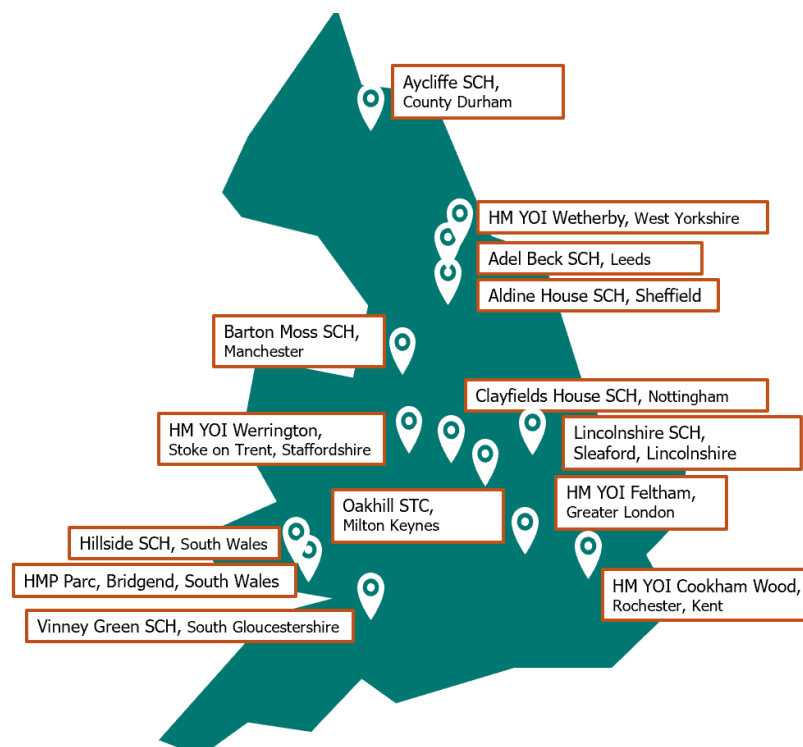 Aycliffe SCH,
County Durham
HM YOI Wetherby, West Yorkshire
Adel Beck SCH, Leeds
Aldine House SCH, Sheffield
Barton Moss SCH,
Manchester
Clayfields House SCH, Nottingham
HM YOI Werrington,
Stoke on Trent, Staffordshire
Lincolnshire SCH,
Sleaford, Lincolnshire
Oakhill STC,
Milton Keynes
HM YOI Feltham,
Greater London
Hillside SCH, South Wales
HMP Parc, Bridgend, South Wales
HM YOI Cookham Wood,
Rochester, Kent
Vinney Green SCH, South Gloucestershire